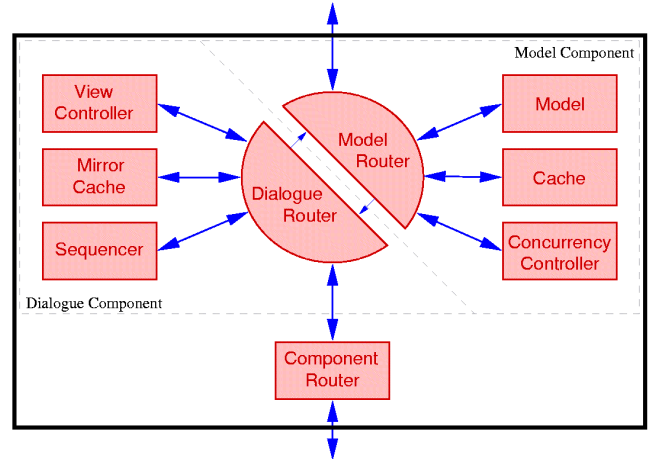 Model Component
View
Controller
Mirror
Cache
Sequencer
Dialogue
Router
Model
Router
Model
Cache
Concurrency
Controller
Dialogue Component
Component
Router